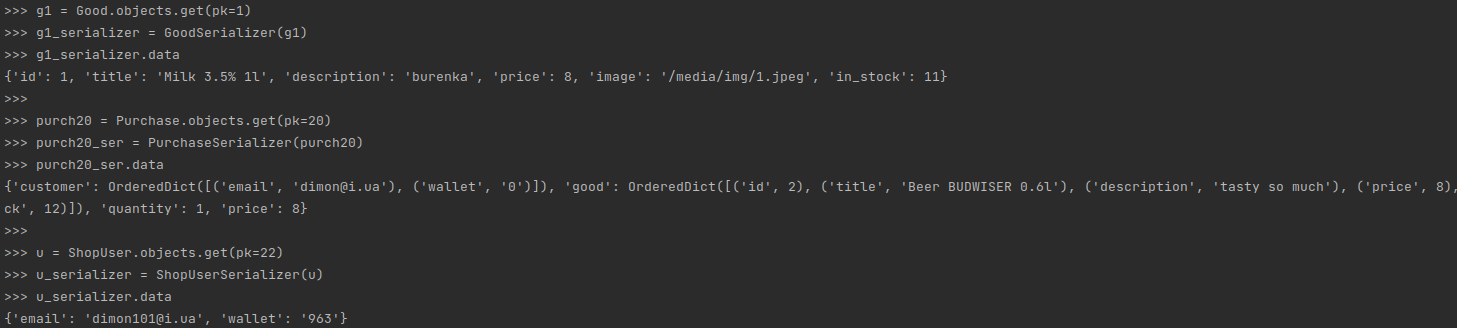 >>> g1 = Good.objects.get(pk=1)
>>> g1_serializer = GoodSerializer(g1)
>>> g1_serializer.data
{'id': 1, 'title': 'Milk 3.5% 1l', 'description': 'burenka', 'price': 8, 'image': '/media/img/1.jpeg', 'in_stock': 11}
>>>
>>> purch20 = Purchase.objects.get(pk=20)
>>> purch20_ser = PurchaseSerializer(purch20)
>>> purch20_ser.data
{'customer': OrderedDict([('email', 'dimon@i.ua'), ('wallet', '0')]), 'good': OrderedDict([('id', 2), ('title', 'Beer BUDWISER 0.6l'), ('description', 'tasty so much'), ('price', 8),
ck', 12)]), 'quantity': 1, 'price': 8}
>>>
>>> u = ShopUser.objects.get(pk=22)
>>> u_serializer = ShopUserSerializer(u)
>>> u_serializer.data
{'email': 'dimon101@i.ua', 'wallet': '963'}